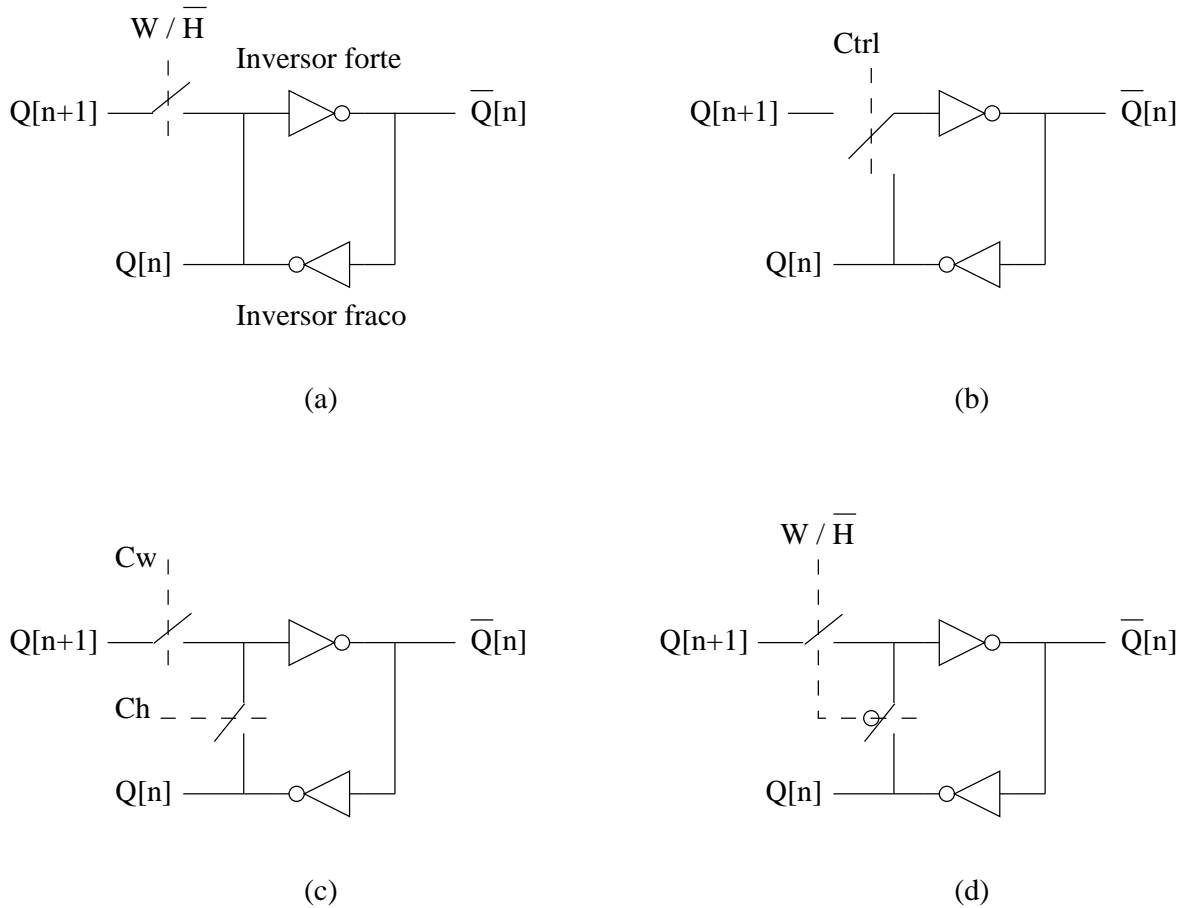 W / H̅
Inversor forte
Q[n+1]
Q̅[n]
Q[n]
Inversor fraco
(a)
Ctrl
Q[n+1]
Q̅[n]
Q[n]
(b)
Cw
Q[n+1]
Q̅[n]
Ch
Q[n]
(c)
W / H̅
Q[n+1]
Q̅[n]
Q[n]
(d)